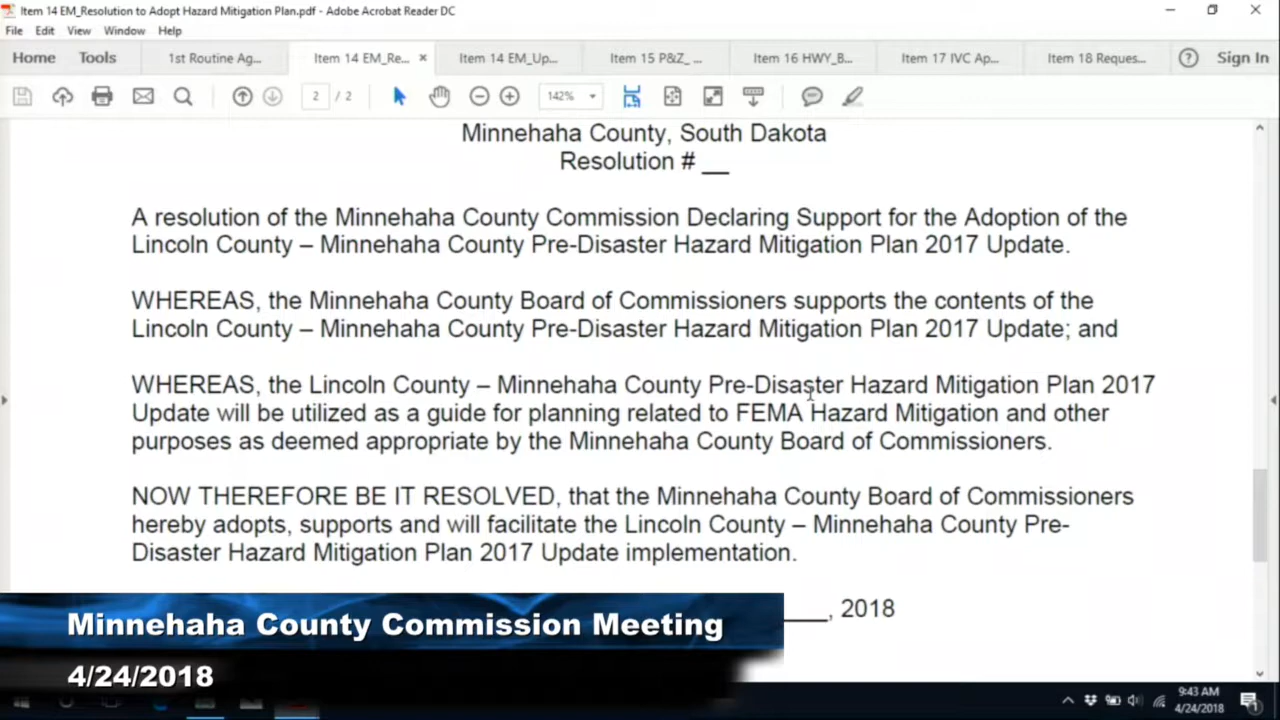 Item 14 EM_Resolution to Adopt Hazard Mitigation Plan.pdf - Adobe Acrobat Reader DC
File Edit View Window Help
Home Tools 1st Routine Ag... Item 14 EM_Re... × Item 14 EM_Up... Item 15 P&Z_ ... Item 16 HWY_B... Item 17 IVC Ap... Item 18 Reques... ? Sign In
2 / 2 142%
Minnehaha County, South Dakota
Resolution # __
A resolution of the Minnehaha County Commission Declaring Support for the Adoption of the
Lincoln County – Minnehaha County Pre-Disaster Hazard Mitigation Plan 2017 Update.
WHEREAS, the Minnehaha County Board of Commissioners supports the contents of the
Lincoln County – Minnehaha County Pre-Disaster Hazard Mitigation Plan 2017 Update; and
WHEREAS, the Lincoln County – Minnehaha County Pre-Disaster Hazard Mitigation Plan 2017
Update will be utilized as a guide for planning related to FEMA Hazard Mitigation and other
purposes as deemed appropriate by the Minnehaha County Board of Commissioners.
NOW THEREFORE BE IT RESOLVED, that the Minnehaha County Board of Commissioners
hereby adopts, supports and will facilitate the Lincoln County – Minnehaha County Pre-
Disaster Hazard Mitigation Plan 2017 Update implementation.
____, 2018
Minnehaha County Commission Meeting
4/24/2018
9:43 AM
4/24/2018